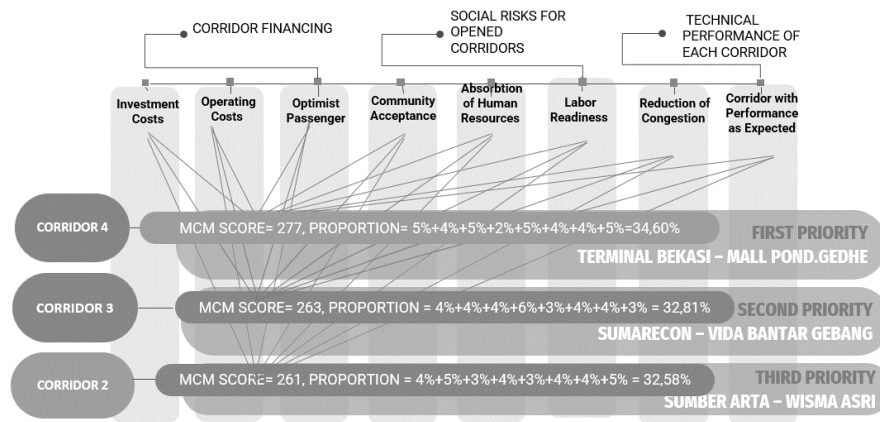 CORRIDOR FINANCING
SOCIAL RISKS FOR
OPENED
CORRIDORS
TECHNICAL
PERFORMANCE OF
EACH CORRIDOR
Investment
Costs
Operating
Costs
Optimist
Passenger
Community
Acceptance
Absorbtion
of Human
Resources
Labor
Readiness
Reduction of
Congestion
Corridor with
Performance
as Expected
CORRIDOR 4
MCM SCORE= 277, PROPORTION= 5%+4%+5%+2%+5%+4%+4%+5%=34,60%
FIRST PRIORITY
TERMINAL BEKASI – MALL POND.GEDHE
CORRIDOR 3
MCM SCORE= 263, PROPORTION = 4%+4%+4%+6%+3%+4%+4%+3% = 32,81%
SECOND PRIORITY
SUMARECON – VIDA BANTAR GEBANG
CORRIDOR 2
MCM SCORE= 261, PROPORTION = 4%+5%+3%+4%+3%+4%+4%+5% = 32,58%
THIRD PRIORITY
SUMBER ARTA – WISMA ASRI